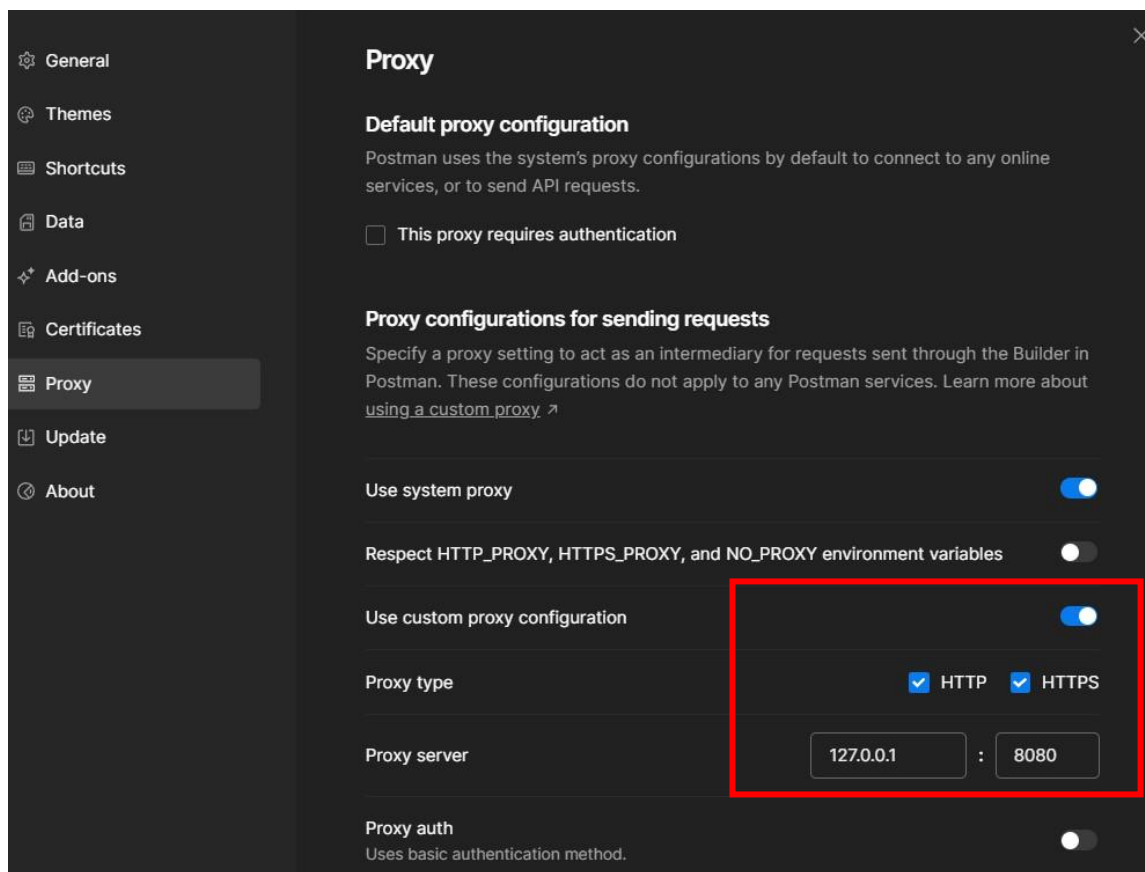 General
Themes
Shortcuts
Data
Add-ons
Certificates
Proxy
Update
About
Proxy
Default proxy configuration
Postman uses the system's proxy configurations by default to connect to any online
services, or to send API requests.
This proxy requires authentication
Proxy configurations for sending requests
Specify a proxy setting to act as an intermediary for requests sent through the Builder in
Postman. These configurations do not apply to any Postman services. Learn more about
using a custom proxy ↗
Use system proxy
Respect HTTP_PROXY, HTTPS_PROXY, and NO_PROXY environment variables
Use custom proxy configuration
Proxy type HTTP HTTPS
Proxy server 127.0.0.1 : 8080
Proxy auth
Uses basic authentication method.